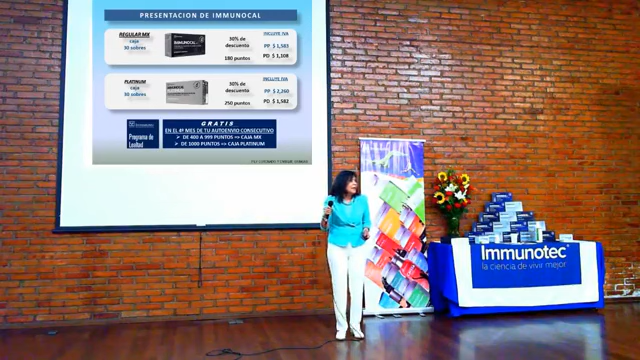 PRESENTACION DE IMMUNOCAL
REGULAR MX
caja
30 sobres
IMMUNOCAL
30% de
descuento
180 puntos
INCLUYE IVA
PP $ 1,583
PD $ 1,108
PLATINUM
caja
30 sobres
30% de
descuento
250 puntos
INCLUYE IVA
PP $ 2,260
PD $ 1,582
Programa de
Lealtad
GRATIS
EN EL 4º MES DE TU AUTOENVIO CONSECUTIVO
➢ DE 400 A 999 PUNTOS => CAJA MX
➢ DE 1000 PUNTOS => CAJA PLATINUM
Immunotec
la ciencia de vivir mejor